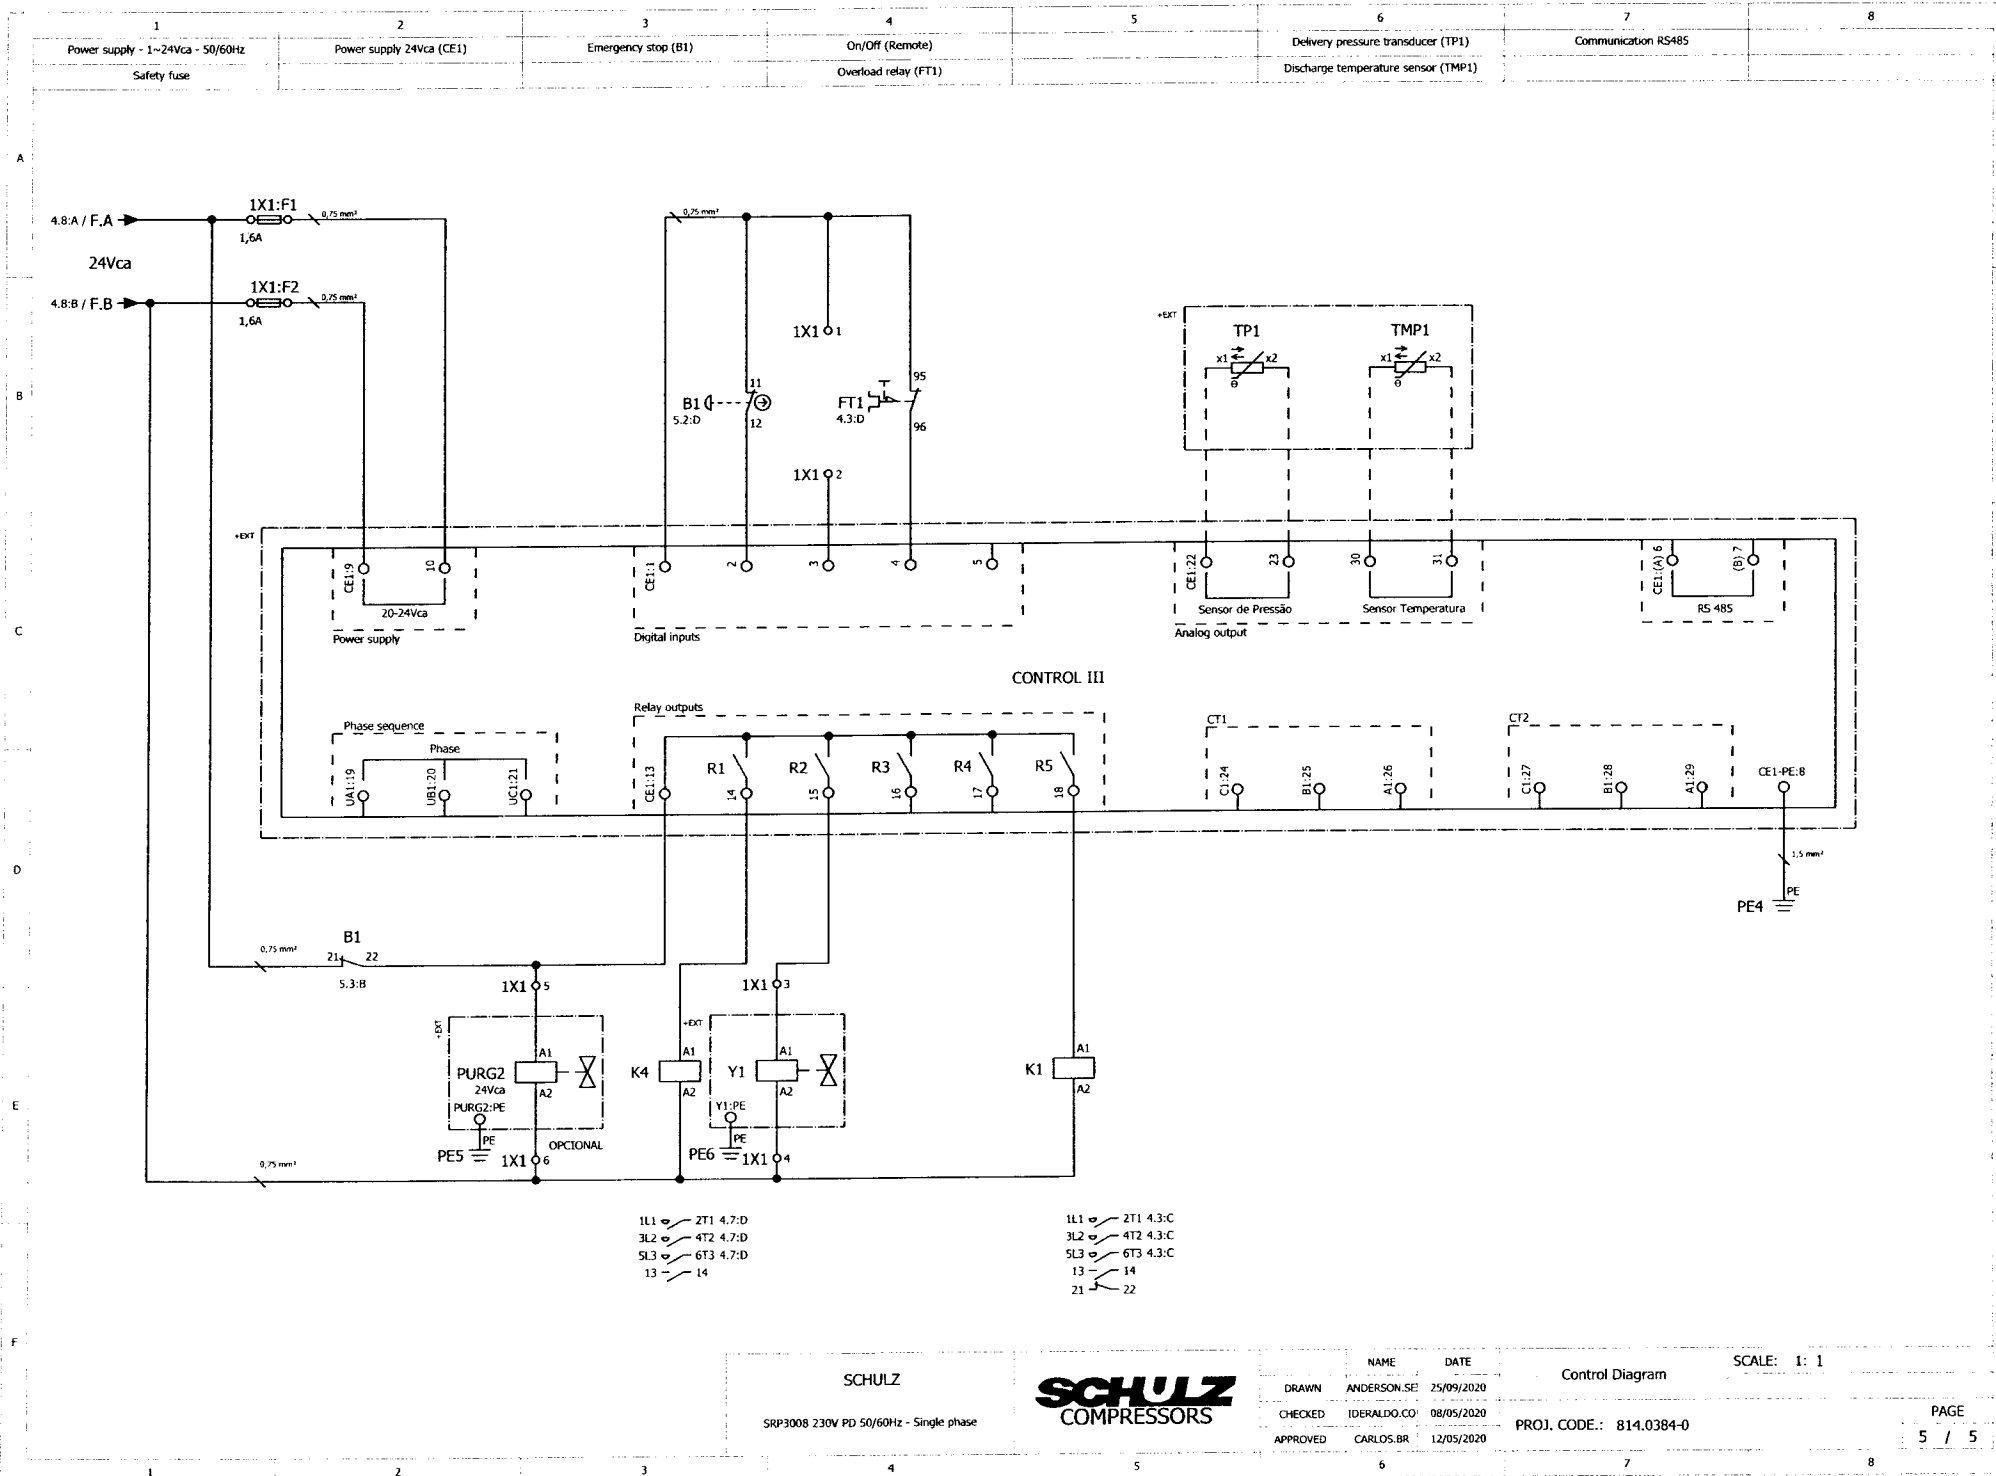 1 2 3 4 5 6 7 8
Power supply - 1~24Vca - 50/60Hz
Safety fuse
Power supply 24Vca (CE1)
Emergency stop (B1)
On/Off (Remote)
Overload relay (FT1)
Delivery pressure transducer (TP1)
Discharge temperature sensor (TMP1)
Communication RS485
A
4.8:A / F.A
1X1:F1
0,75 mm²
1,6A
24Vca
4.8:B / F.B
1X1:F2
0,75 mm²
1,6A
0,75 mm²
1X1 1
B
B1
5.2:D
11
12
FT1
4.3:D
95
96
1X1 2
+EXT
TP1
x1 x2
θ
TMP1
x1 x2
θ
+EXT
CE1:9
10
20-24Vca
Power supply
CE1:1
2
3
4
5
Digital inputs
CE1:22
23
Sensor de Pressão
30
31
Sensor Temperatura
Analog output
CE1:(A) 6
(B) 7
RS 485
C
CONTROL III
Phase sequence
Phase
UA1:19
UB1:20
UC1:21
Relay outputs
CE1:13
R1
14
R2
15
R3
16
R4
17
R5
18
CT1
C1:24
B1:25
A1:26
CT2
C1:27
B1:28
A1:29
CE1-PE:8
1,5 mm²
PE
PE4
D
0,75 mm²
B1
21 22
5.3:B
1X1 5
1X1 3
+EXT
PURG2
24Vca
A1
A2
PURG2:PE
PE
PE5
OPCIONAL
1X1 6
K4
A1
A2
+EXT
Y1
A1
A2
Y1:PE
PE
PE6
1X1 4
K1
A1
A2
E
0,75 mm²
1L1 2T1 4.7:D
3L2 4T2 4.7:D
5L3 6T3 4.7:D
13 14
1L1 2T1 4.3:C
3L2 4T2 4.3:C
5L3 6T3 4.3:C
13 14
21 22
F
SCHULZ
SRP3008 230V PD 50/60Hz - Single phase
SCHULZ
COMPRESSORS
NAME DATE
DRAWN ANDERSON.SE 25/09/2020
CHECKED IDERALDO.CO 08/05/2020
APPROVED CARLOS.BR 12/05/2020
Control Diagram
SCALE: 1: 1
PROJ. CODE.: 814.0384-0
PAGE
5 / 5
1 2 3 4 5 6 7 8